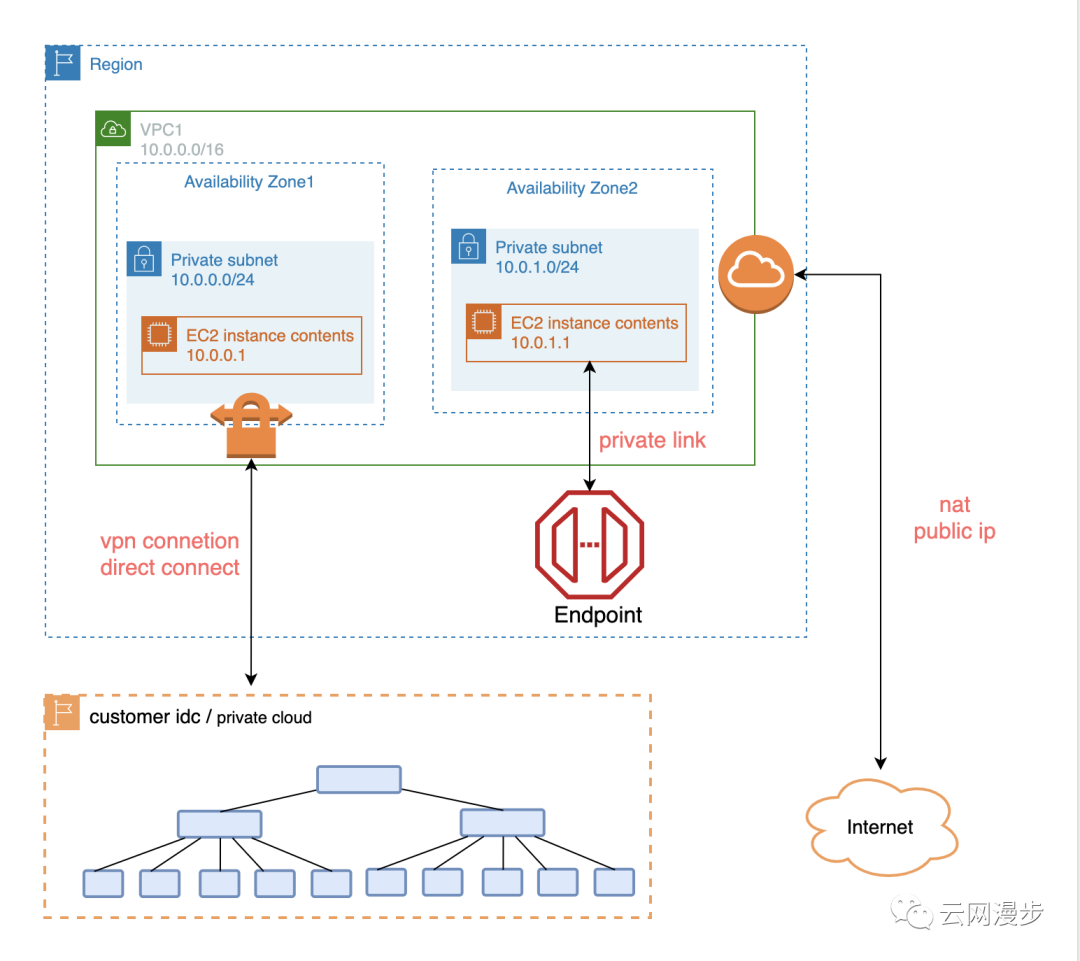 Region
VPC1
10.0.0.0/16
Availability Zone1
Availability Zone2
Private subnet
10.0.0.0/24
Private subnet
10.0.1.0/24
EC2 instance contents
10.0.0.1
EC2 instance contents
10.0.1.1
private link
vpn connetion
direct connect
nat
public ip
Endpoint
customer idc / private cloud
Internet
云网漫步